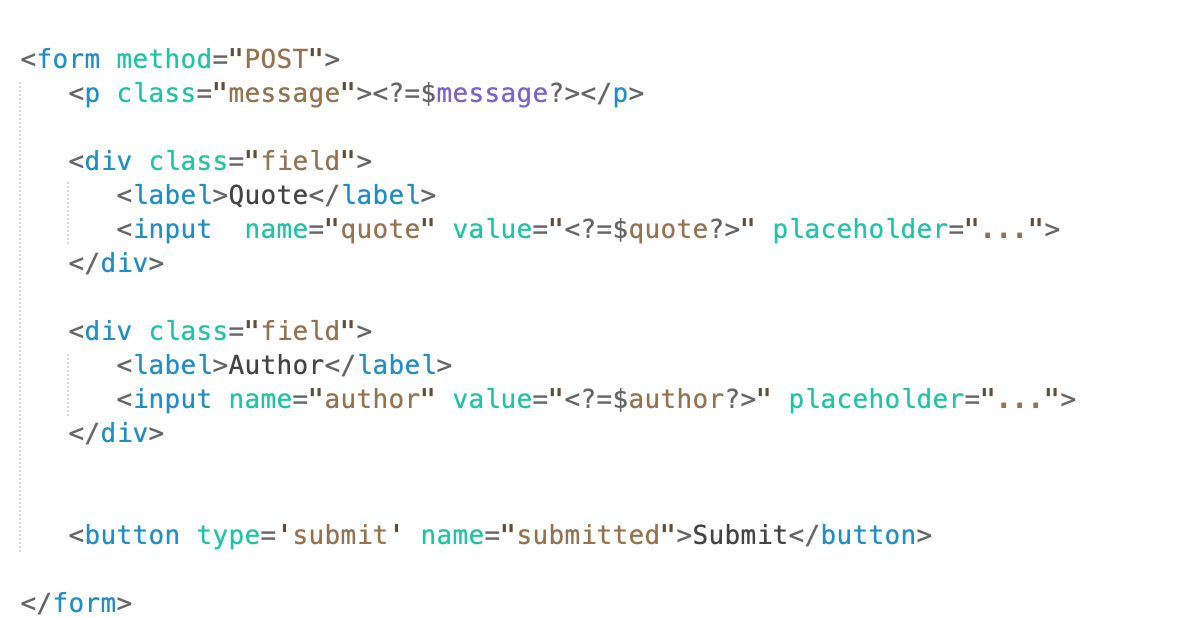 <form method="POST">
   <p class="message"><?=$message?></p>

   <div class="field">
      <label>Quote</label>
      <input  name="quote" value="<?=$quote?>" placeholder="...">
   </div>

   <div class="field">
      <label>Author</label>
      <input name="author" value="<?=$author?>" placeholder="...">
   </div>


   <button type='submit' name="submitted">Submit</button>

</form>